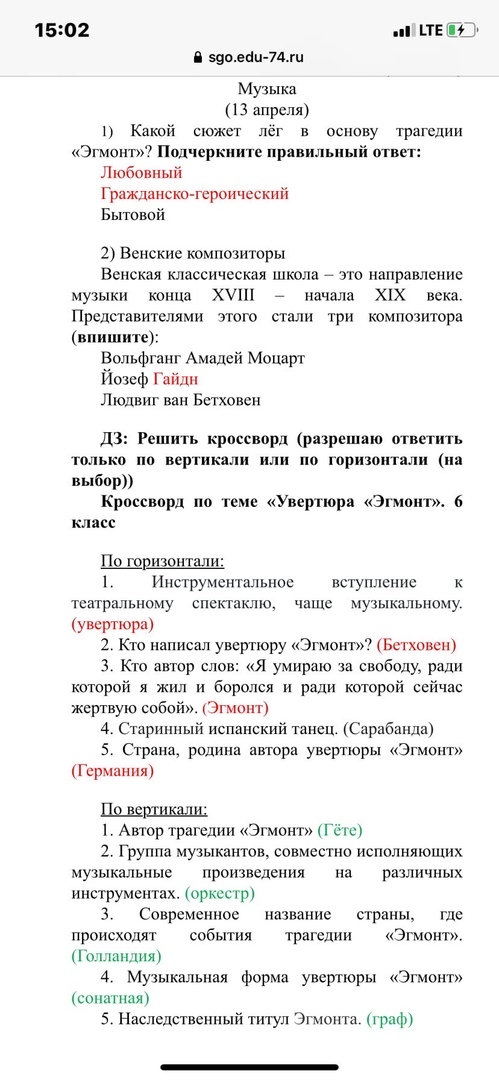 15:02
LTE
sgo.edu-74.ru
Музыка
(13 апреля)
1) Какой сюжет лёг в основу трагедии
«Эгмонт»? Подчеркните правильный ответ:
Любовный
Гражданско-героический
Бытовой
2) Венские композиторы
Венская классическая школа – это направление
музыки конца XVIII – начала XIX века.
Представителями этого стали три композитора
(впишите):
Вольфганг Амадей Моцарт
Йозеф Гайдн
Людвиг ван Бетховен
ДЗ: Решить кроссворд (разрешаю ответить
только по вертикали или по горизонтали (на
выбор))
Кроссворд по теме «Увертюра «Эгмонт». 6
класс
По горизонтали:
1. Инструментальное вступление к
театральному спектаклю, чаще музыкальному.
(увертюра)
2. Кто написал увертюру «Эгмонт»? (Бетховен)
3. Кто автор слов: «Я умираю за свободу, ради
которой я жил и боролся и ради которой сейчас
жертвую собой». (Эгмонт)
4. Старинный испанский танец. (Сарабанда)
5. Страна, родина автора увертюры «Эгмонт»
(Германия)
По вертикали:
1. Автор трагедии «Эгмонт» (Гёте)
2. Группа музыкантов, совместно исполняющих
музыкальные произведения на различных
инструментах. (оркестр)
3. Современное название страны, где
происходят события трагедии «Эгмонт».
(Голландия)
4. Музыкальная форма увертюры «Эгмонт»
(сонатная)
5. Наследственный титул Эгмонта. (граф)